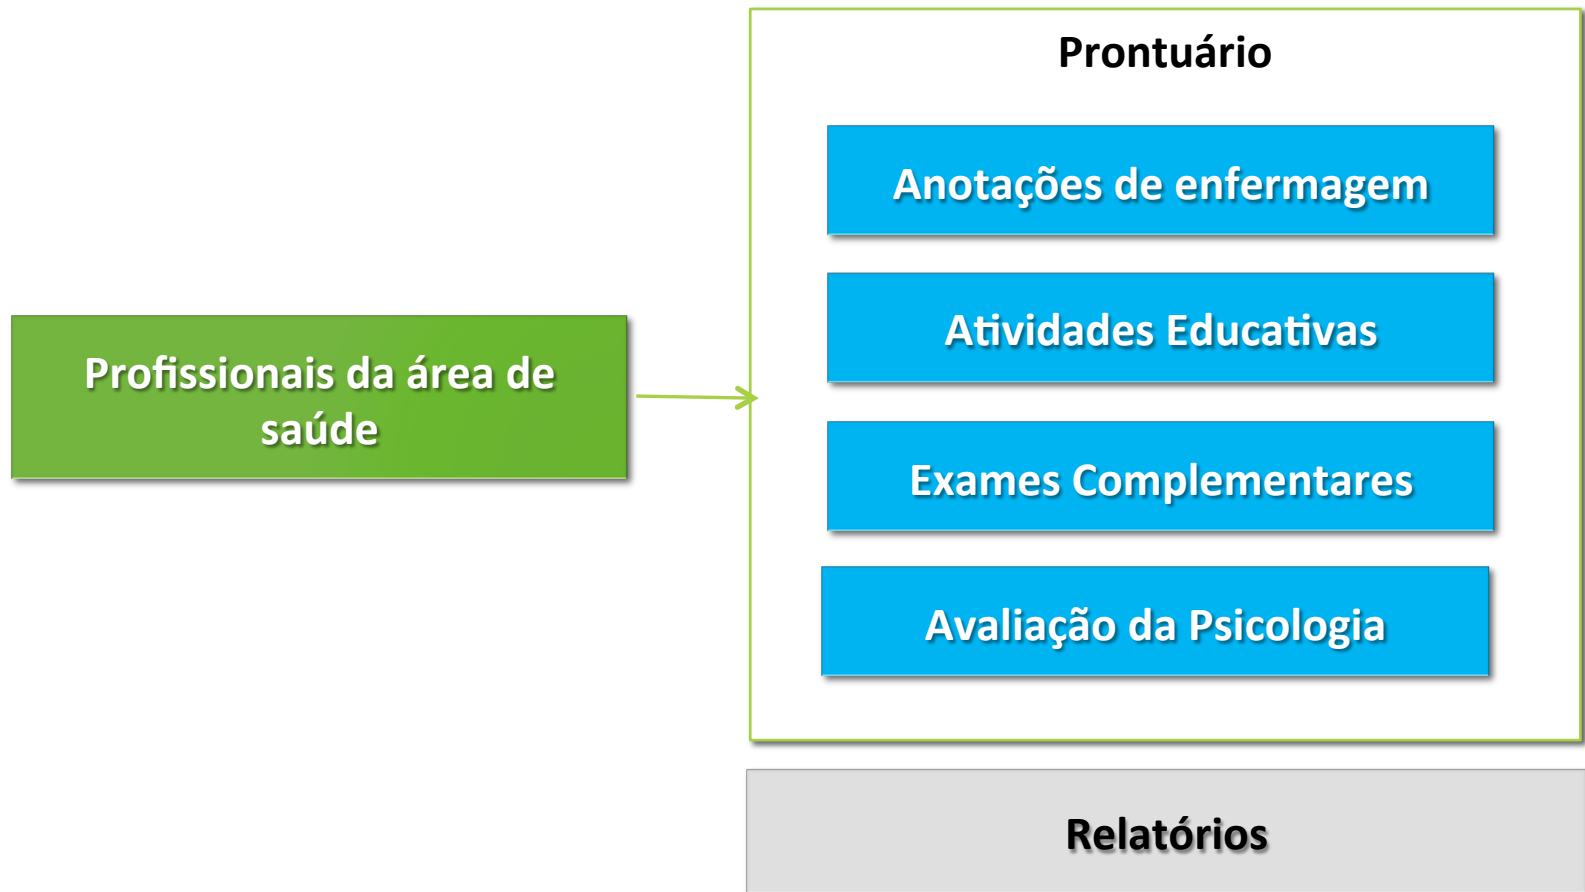 Prontuário
Anotações de enfermagem
Atividades Educativas
Profissionais da área de
saúde
Exames Complementares
Avaliação da Psicologia
Relatórios